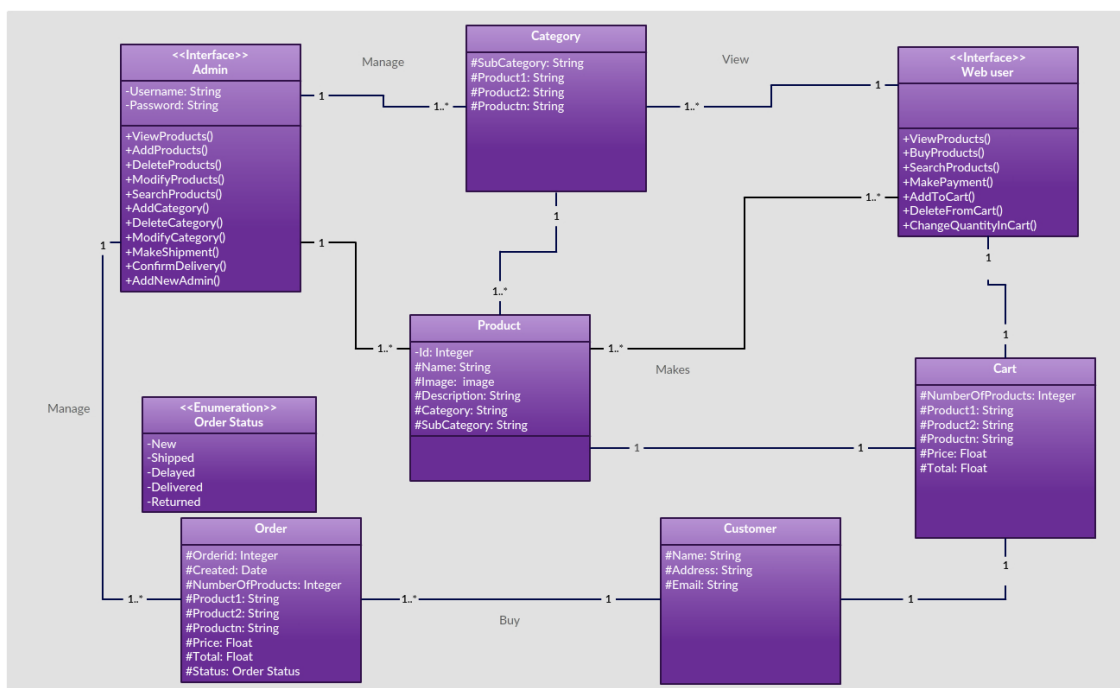 Category
#SubCategory: String
#Product1: String
#Product2: String
#Productn: String
<<Interface>>
Admin
-Username: String
-Password: String
+ViewProducts()
+AddProducts()
+DeleteProducts()
+ModifyProducts()
+SearchProducts()
+AddCategory()
+DeleteCategory()
+ModifyCategory()
+MakeShipment()
+ConfirmDelivery()
+AddNewAdmin()
Manage
1
1..*
View
1
1..*
<<Interface>>
Web user
+ViewProducts()
+BuyProducts()
+SearchProducts()
+MakePayment()
+AddToCart()
+DeleteFromCart()
+ChangeQuantityInCart()
1
1..*
1
1..*
1
1..*
1..*
Makes
1
1
Product
-Id: Integer
#Name: String
#Image: image
#Description: String
#Category: String
#SubCategory: String
1
1
Cart
#NumberOfProducts: Integer
#Product1: String
#Product2: String
#Productn: String
#Price: Float
#Total: Float
1
Manage
1..*
<<Enumeration>>
Order Status
-New
-Shipped
-Delayed
-Delivered
-Returned
Order
#Orderid: Integer
#Created: Date
#NumberOfProducts: Integer
#Product1: String
#Product2: String
#Productn: String
#Price: Float
#Total: Float
#Status: Order Status
1..*
Buy
1
Customer
#Name: String
#Address: String
#Email: String
1
1